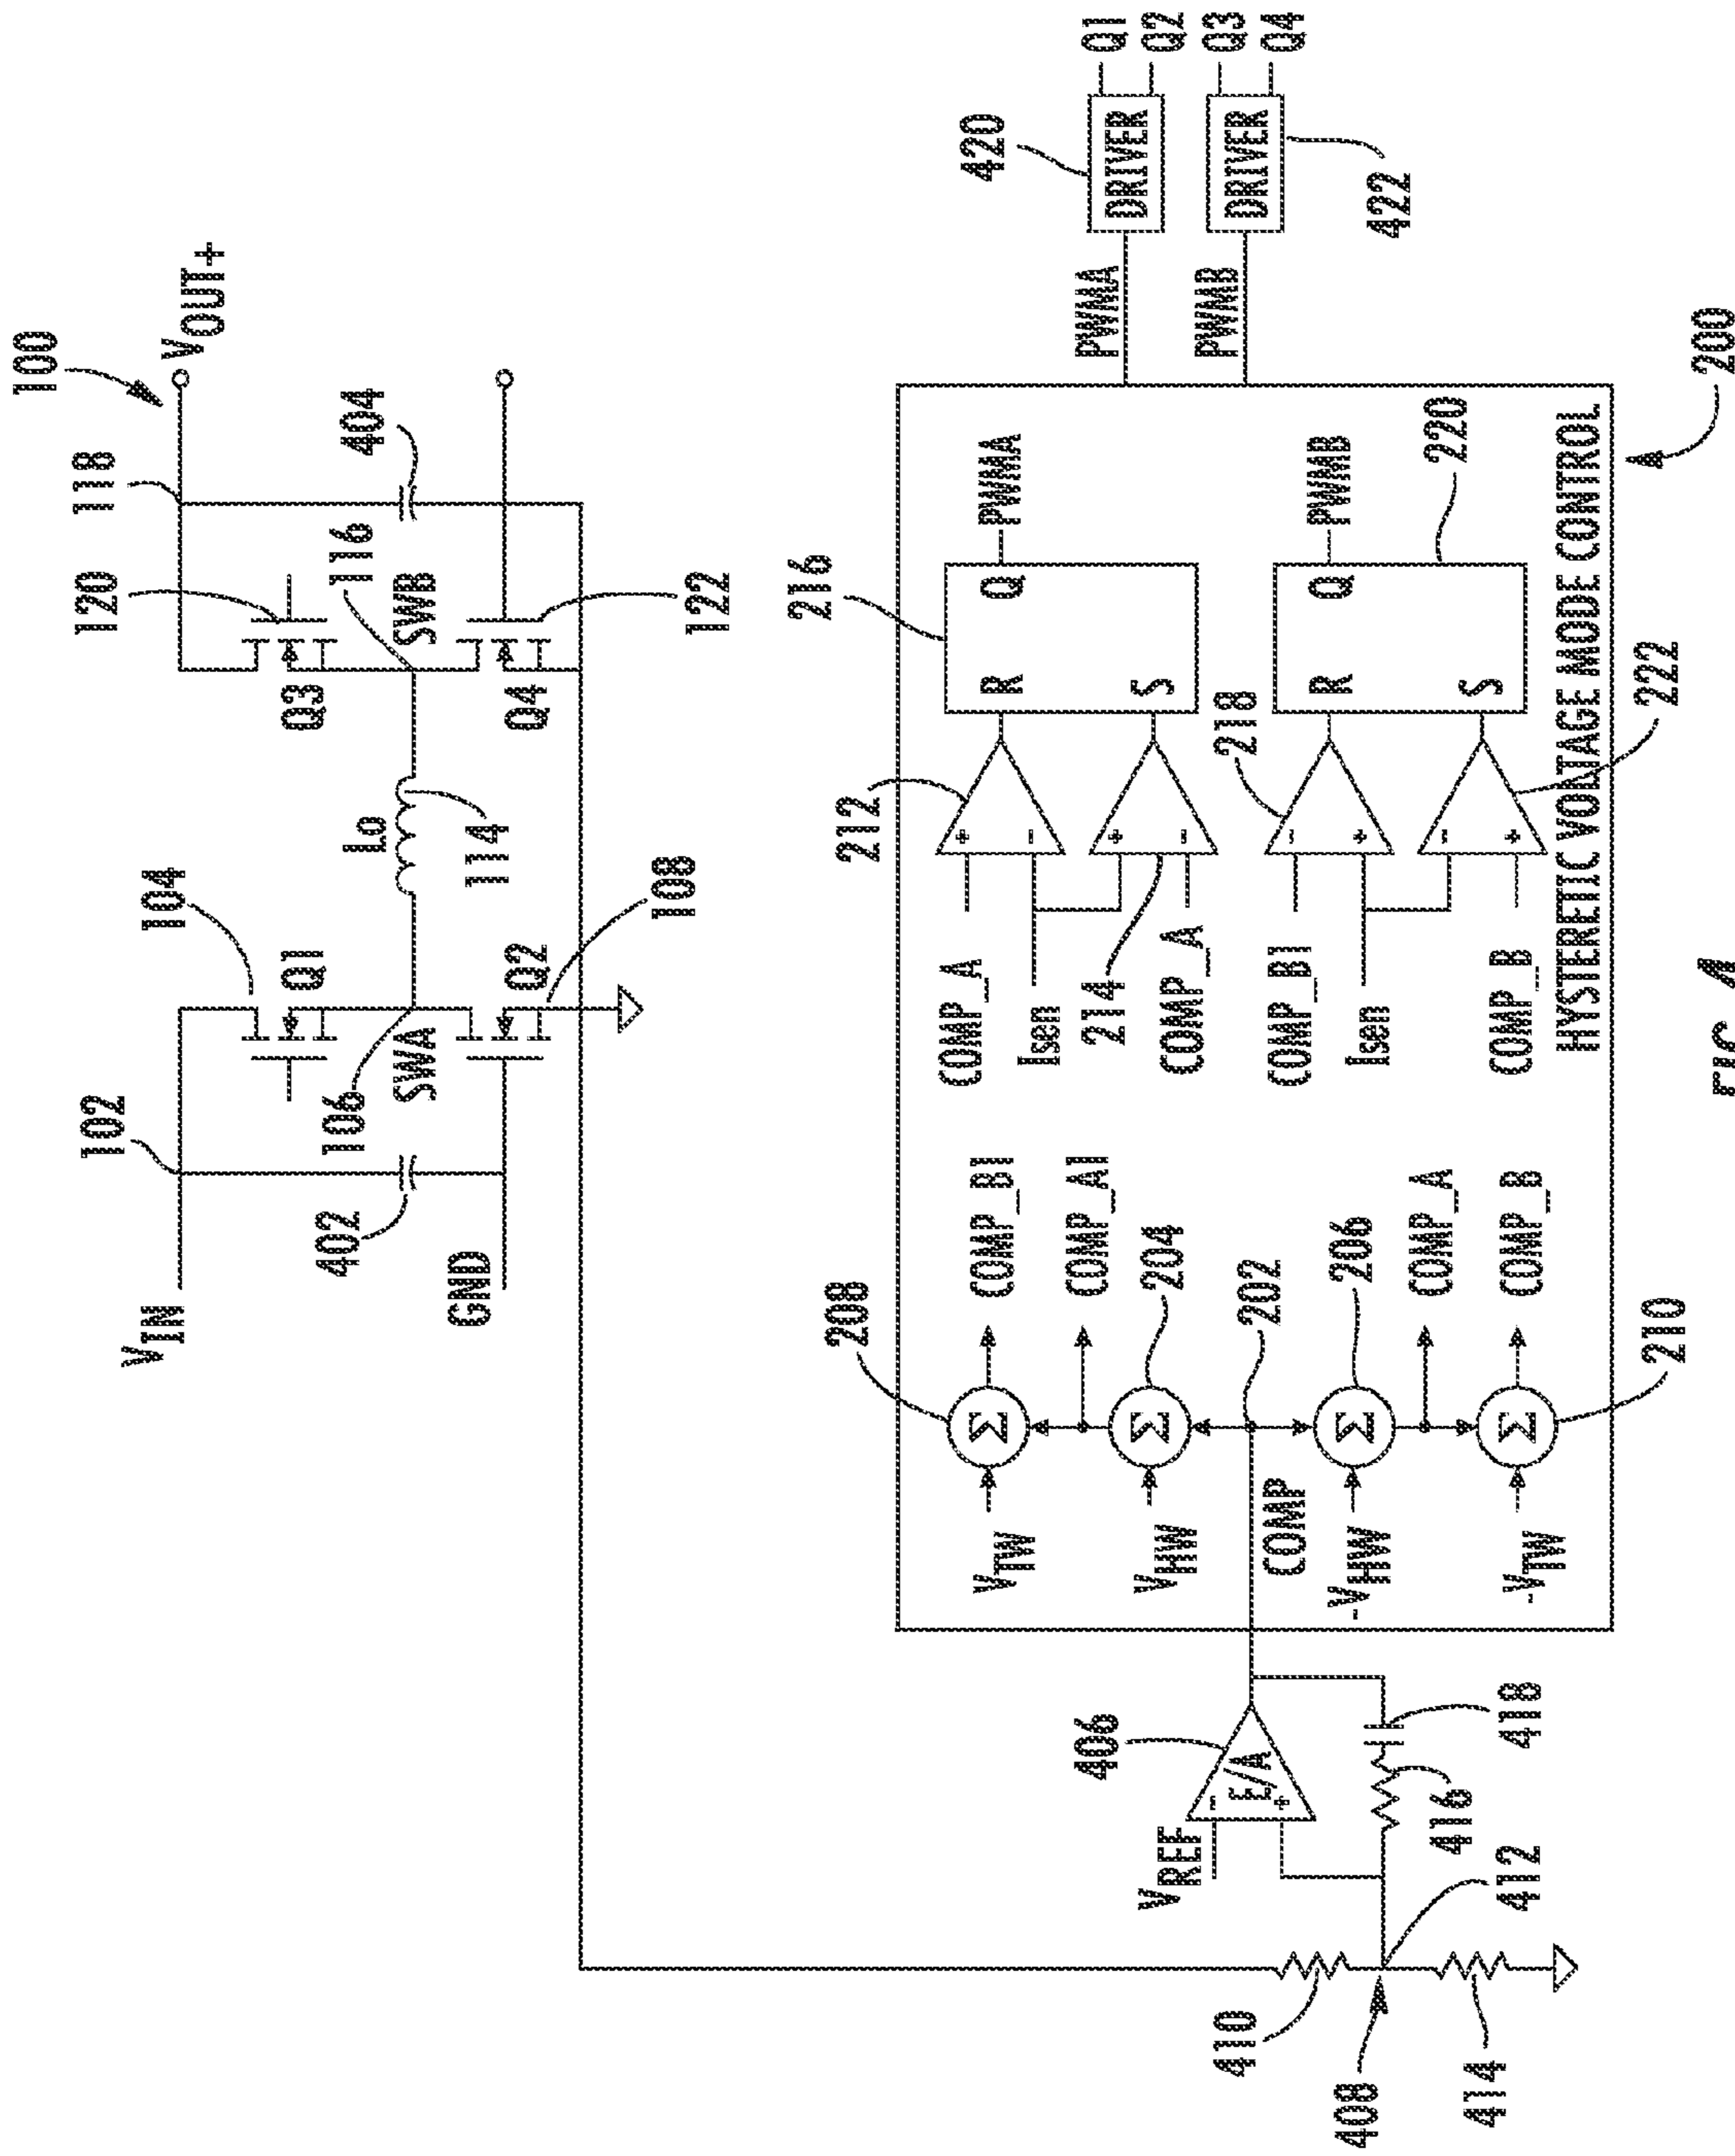 100
118
120
102
104
VIN
VOUT+
Q1
Q3
404
402
106
Lo
116
SWA
SWB
GND
114
Q2
Q4
108
122
216
208
212
420
COMP_B1
COMP_A
+
R
Q
PWMA
Σ
VTW
Isen
-
PWMA
DRIVER
Q1
Q2
COMP_A1
406
204
214
+
S
VREF
-
VHW
Σ
COMP_A
-
E/A
218
PWMB
DRIVER
Q3
Q4
410
+
COMP
202
COMP_B1
-
R
Q
PWMB
408
-VHW
Σ
206
Isen
+
422
416
COMP_A
220
414
412
418
-VTW
Σ
COMP_B
COMP_B
-
+
S
HYSTERETIC VOLTAGE MODE CONTROL
210
222
200
FIG. 4